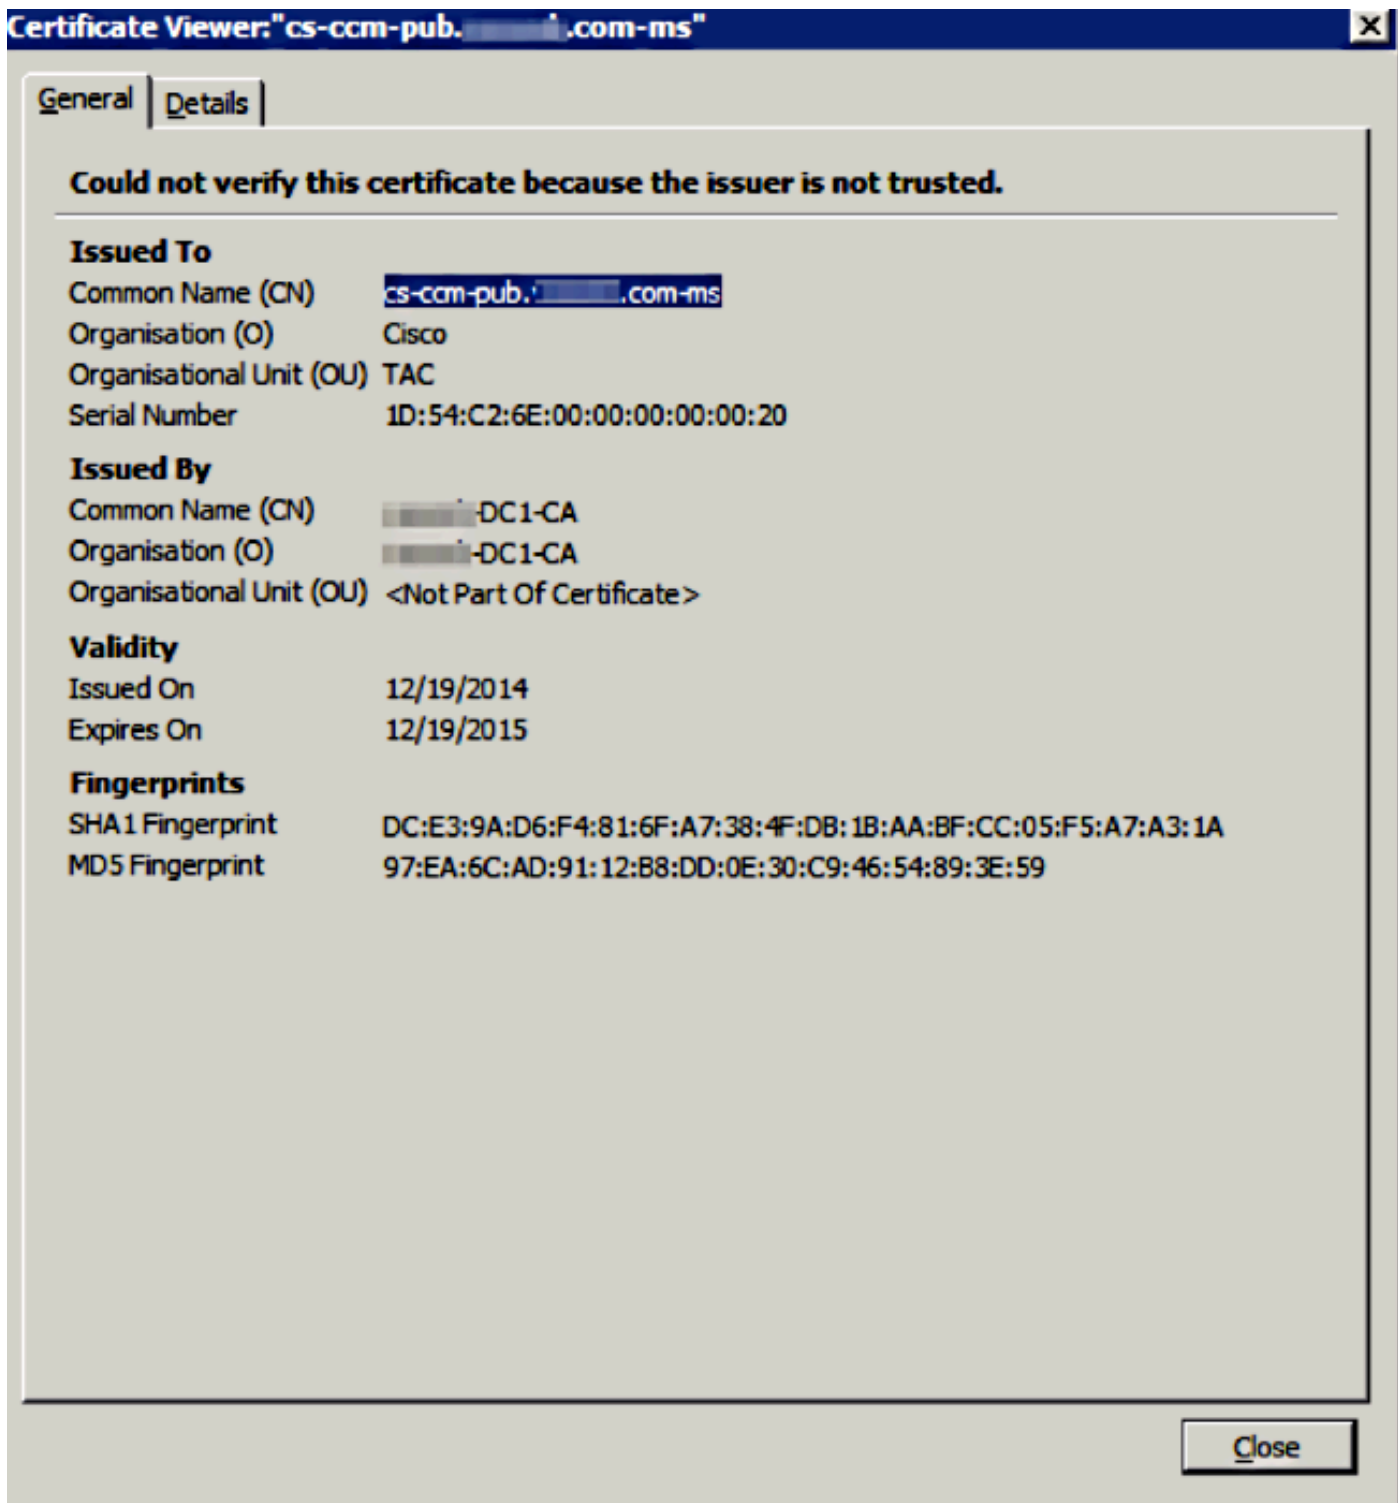 Certificate Viewer:"cs-ccm-pub. .com-ms"
General Details
Could not verify this certificate because the issuer is not trusted.
Issued To
Common Name (CN) cs-ccm-pub. .com-ms
Organisation (O) Cisco
Organisational Unit (OU) TAC
Serial Number 1D:54:C2:6E:00:00:00:00:00:20
Issued By
Common Name (CN) -DC1-CA
Organisation (O) -DC1-CA
Organisational Unit (OU) <Not Part Of Certificate>
Validity
Issued On 12/19/2014
Expires On 12/19/2015
Fingerprints
SHA1 Fingerprint DC:E3:9A:D6:F4:81:6F:A7:38:4F:DB:1B:AA:BF:CC:05:F5:A7:A3:1A
MD5 Fingerprint 97:EA:6C:AD:91:12:B8:DD:0E:30:C9:46:54:89:3E:59
Close